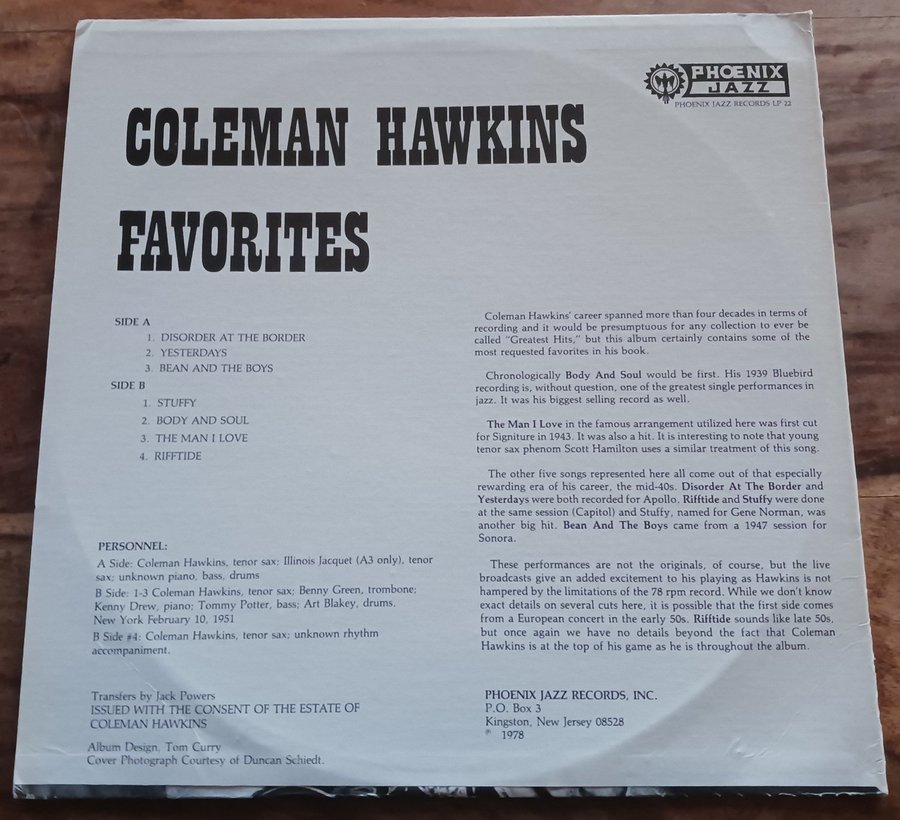 PHOENIX
JAZZ
PHOENIX JAZZ RECORDS LP 22
COLEMAN HAWKINS
FAVORITES
SIDE A
1. DISORDER AT THE BORDER
2. YESTERDAYS
3. BEAN AND THE BOYS
SIDE B
1. STUFFY
2. BODY AND SOUL
3. THE MAN I LOVE
4. RIFFTIDE
PERSONNEL:
A Side: Coleman Hawkins, tenor sax; Illinois Jacquet (A3 only), tenor
sax; unknown piano, bass, drums
B Side: 1-3 Coleman Hawkins, tenor sax; Benny Green, trombone;
Kenny Drew, piano; Tommy Potter, bass; Art Blakey, drums.
New York February 10, 1951
B Side #4: Coleman Hawkins, tenor sax; unknown rhythm
accompaniment.
Transfers by Jack Powers
ISSUED WITH THE CONSENT OF THE ESTATE OF
COLEMAN HAWKINS
Album Design, Tom Curry
Cover Photograph Courtesy of Duncan Schiedt.
Coleman Hawkins' career spanned more than four decades in terms of
recording and it would be presumptuous for any collection to ever be
called "Greatest Hits," but this album certainly contains some of the
most requested favorites in his book.
Chronologically Body And Soul would be first. His 1939 Bluebird
recording is, without question, one of the greatest single performances in
jazz. It was his biggest selling record as well.
The Man I Love in the famous arrangement utilized here was first cut
for Signiture in 1943. It was also a hit. It is interesting to note that young
tenor sax phenom Scott Hamilton uses a similar treatment of this song.
The other five songs represented here all come out of that especially
rewarding era of his career, the mid-40s. Disorder At The Border and
Yesterdays were both recorded for Apollo. Rifftide and Stuffy were done
at the same session (Capitol) and Stuffy, named for Gene Norman, was
another big hit. Bean And The Boys came from a 1947 session for
Sonora.
These performances are not the originals, of course, but the live
broadcasts give an added excitement to his playing as Hawkins is not
hampered by the limitations of the 78 rpm record. While we don't know
exact details on several cuts here, it is possible that the first side comes
from a European concert in the early 50s. Rifftide sounds like late 50s,
but once again we have no details beyond the fact that Coleman
Hawkins is at the top of his game as he is throughout the album.
PHOENIX JAZZ RECORDS, INC.
P.O. Box 3
Kingston, New Jersey 08528
℗ 1978